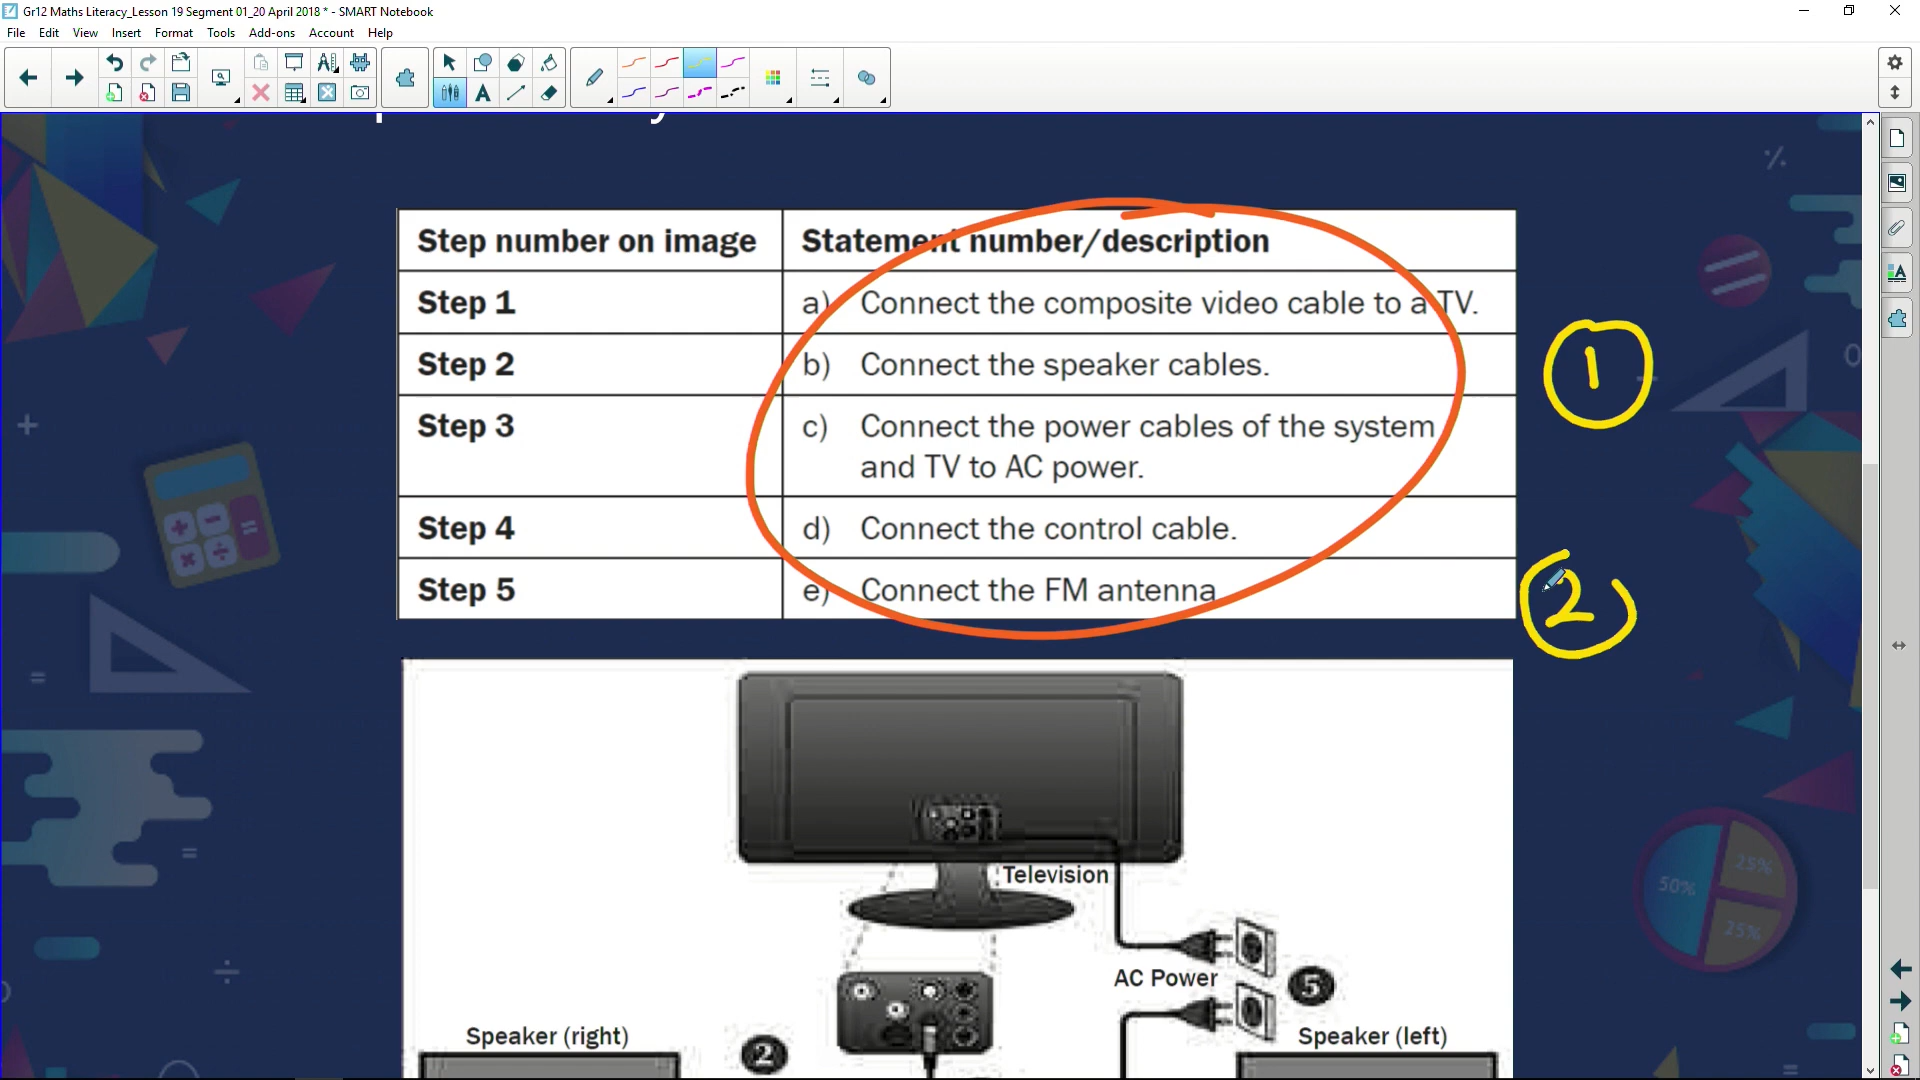 Gr12 Maths Literacy_Lesson 19 Segment 01_20 April 2018 * - SMART Notebook
File Edit View Insert Format Tools Add-ons Account Help
Step number on image Statement number/description
Step 1 a) Connect the composite video cable to a TV.
Step 2 b) Connect the speaker cables.
Step 3 c) Connect the power cables of the system
and TV to AC power.
Step 4 d) Connect the control cable.
Step 5 e) Connect the FM antenna
1
2
Television
AC Power
5
Speaker (right)
2
Speaker (left)
50%
25%
25%